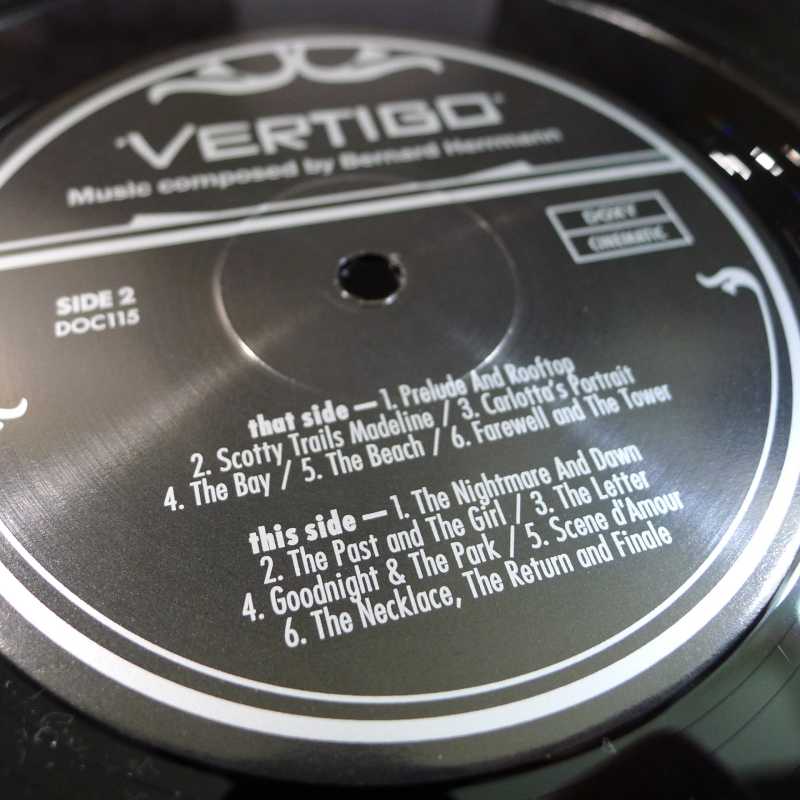 "VERTIGO"
Music composed by Bernard Herrmann
DOXY
CINEMATIC
SIDE 2
DOC115
that side – 1. Prelude And Rooftop
2. Scotty Trails Madeline / 3. Carlotta's Portrait
4. The Bay / 5. The Beach / 6. Farewell and The Tower
this side – 1. The Nightmare And Dawn
2. The Past and The Girl / 3. The Letter
4. Goodnight & The Park / 5. Scene d'Amour
6. The Necklace, The Return and Finale